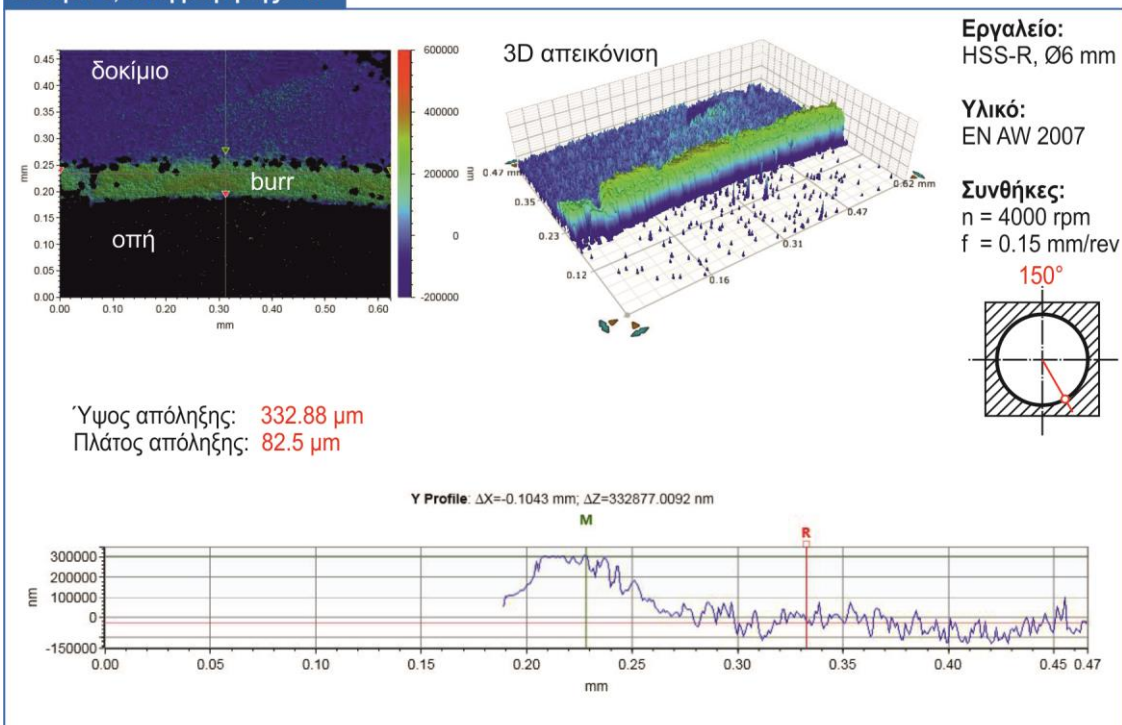 δοκίμιο
burr
οπή
0.45
0.40
0.35
0.30
0.25
0.20
0.15
0.10
0.05
0.00
mm
0.00 0.10 0.20 0.30 0.40 0.50 0.60
mm
600000
400000
200000
0
-200000
nm
3D απεικόνιση
0.47 mm
0.35
0.23
0.12
0.16
0.31
0.47
0.62 mm
Εργαλείο:
HSS-R, Ø6 mm
Υλικό:
EN AW 2007
Συνθήκες:
n = 4000 rpm
f = 0.15 mm/rev
150°
Ύψος απόληξης: 332.88 μm
Πλάτος απόληξης: 82.5 μm
Y Profile: ΔX=-0.1043 mm; ΔZ=332877.0092 nm
M
R
300000
200000
100000
0
-150000
nm
0.00 0.05 0.10 0.15 0.20 0.25 0.30 0.35 0.40 0.45 0.47
mm